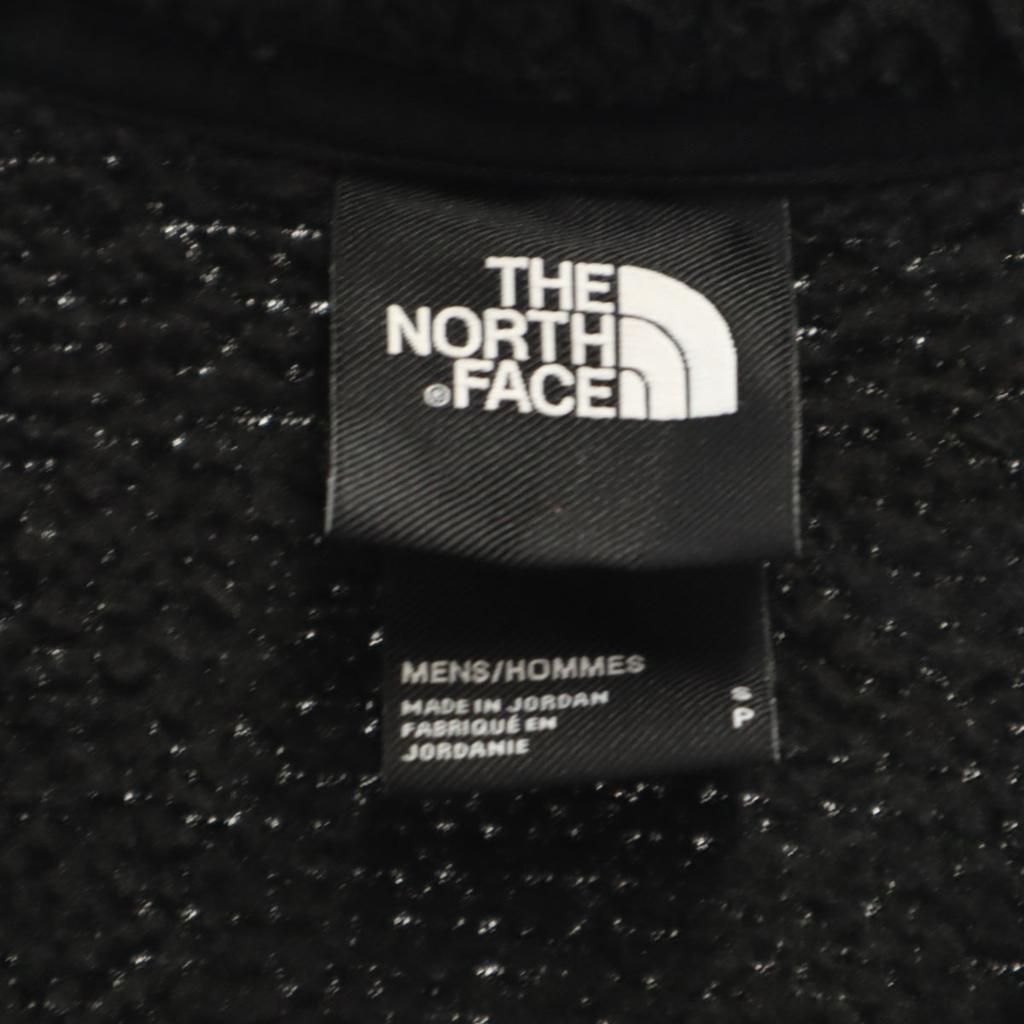 THE
NORTH
®FACE
MENS/HOMMES
MADE IN JORDAN
FABRIQUÉ EN
JORDANIE
S
P